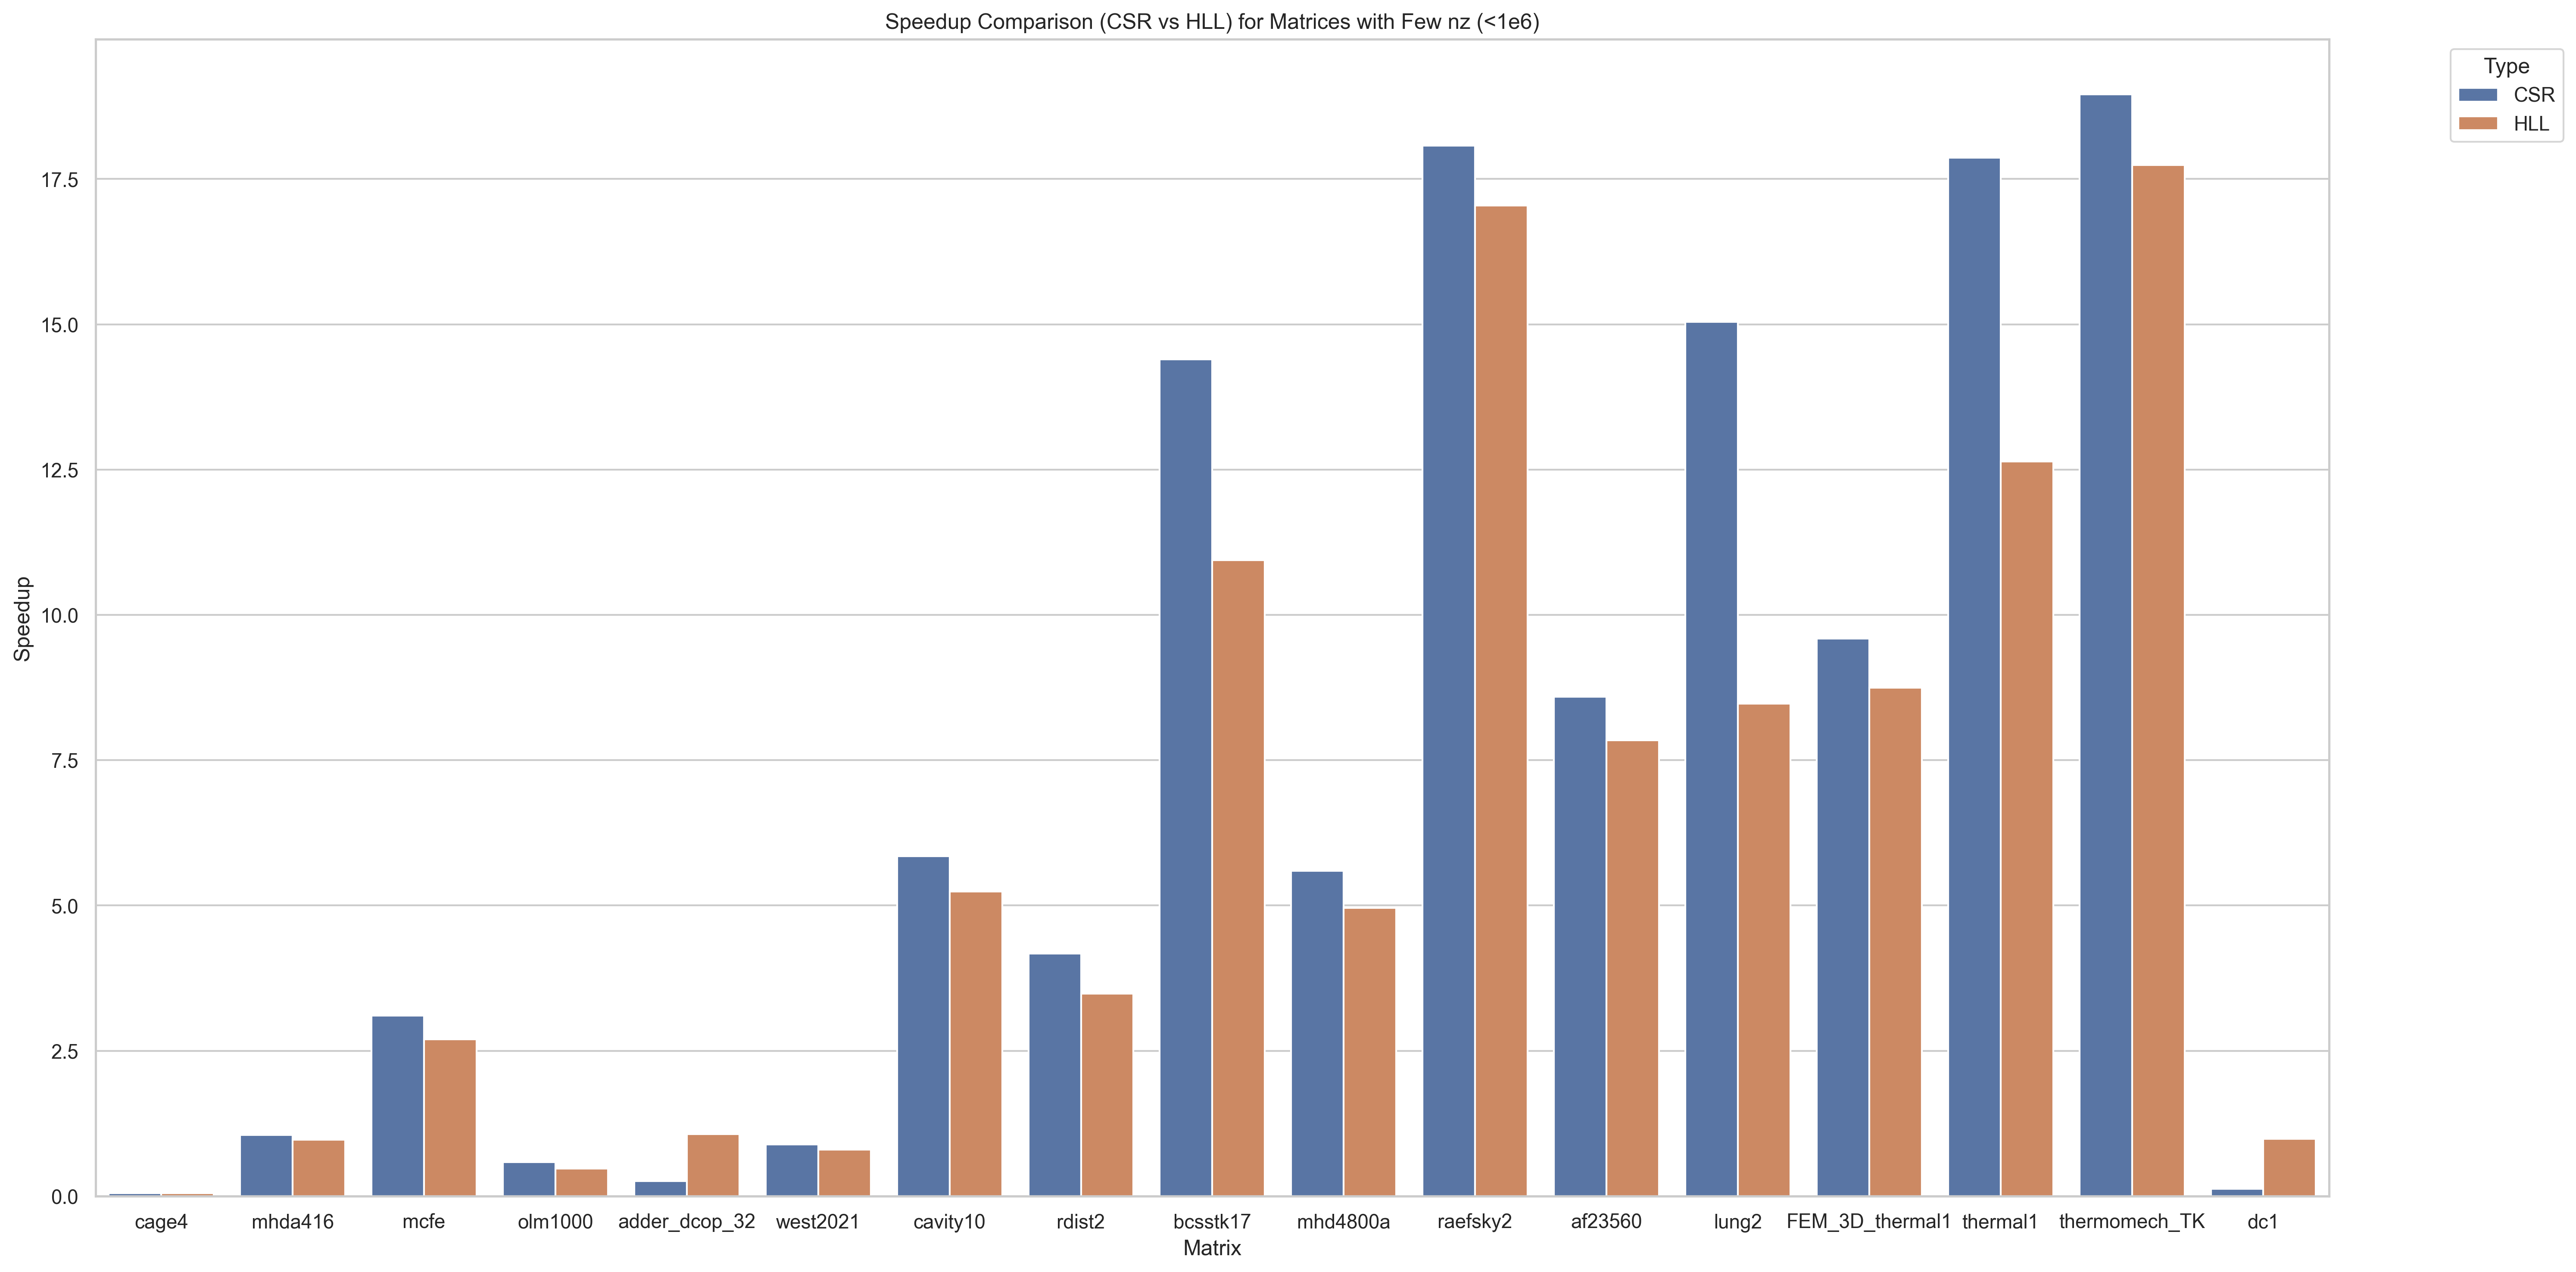 Speedup Comparison (CSR vs HLL) for Matrices with Few nz (<1e6)
Type
CSR
HLL
17.5
15.0
12.5
10.0
7.5
5.0
2.5
0.0
Speedup
cage4 mhda416 mcfe olm1000 adder_dcop_32 west2021 cavity10 rdist2 bcsstk17 mhd4800a raefsky2 af23560 lung2 FEM_3D_thermal1 thermal1 thermomech_TK dc1
Matrix